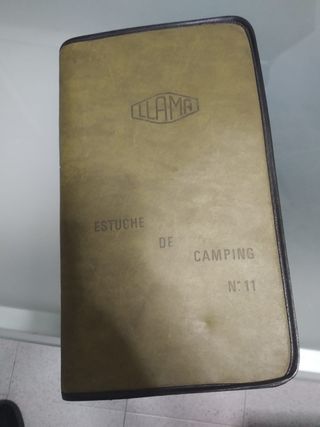 LLAMA
ESTUCHE
DE
CAMPING
Nº 11